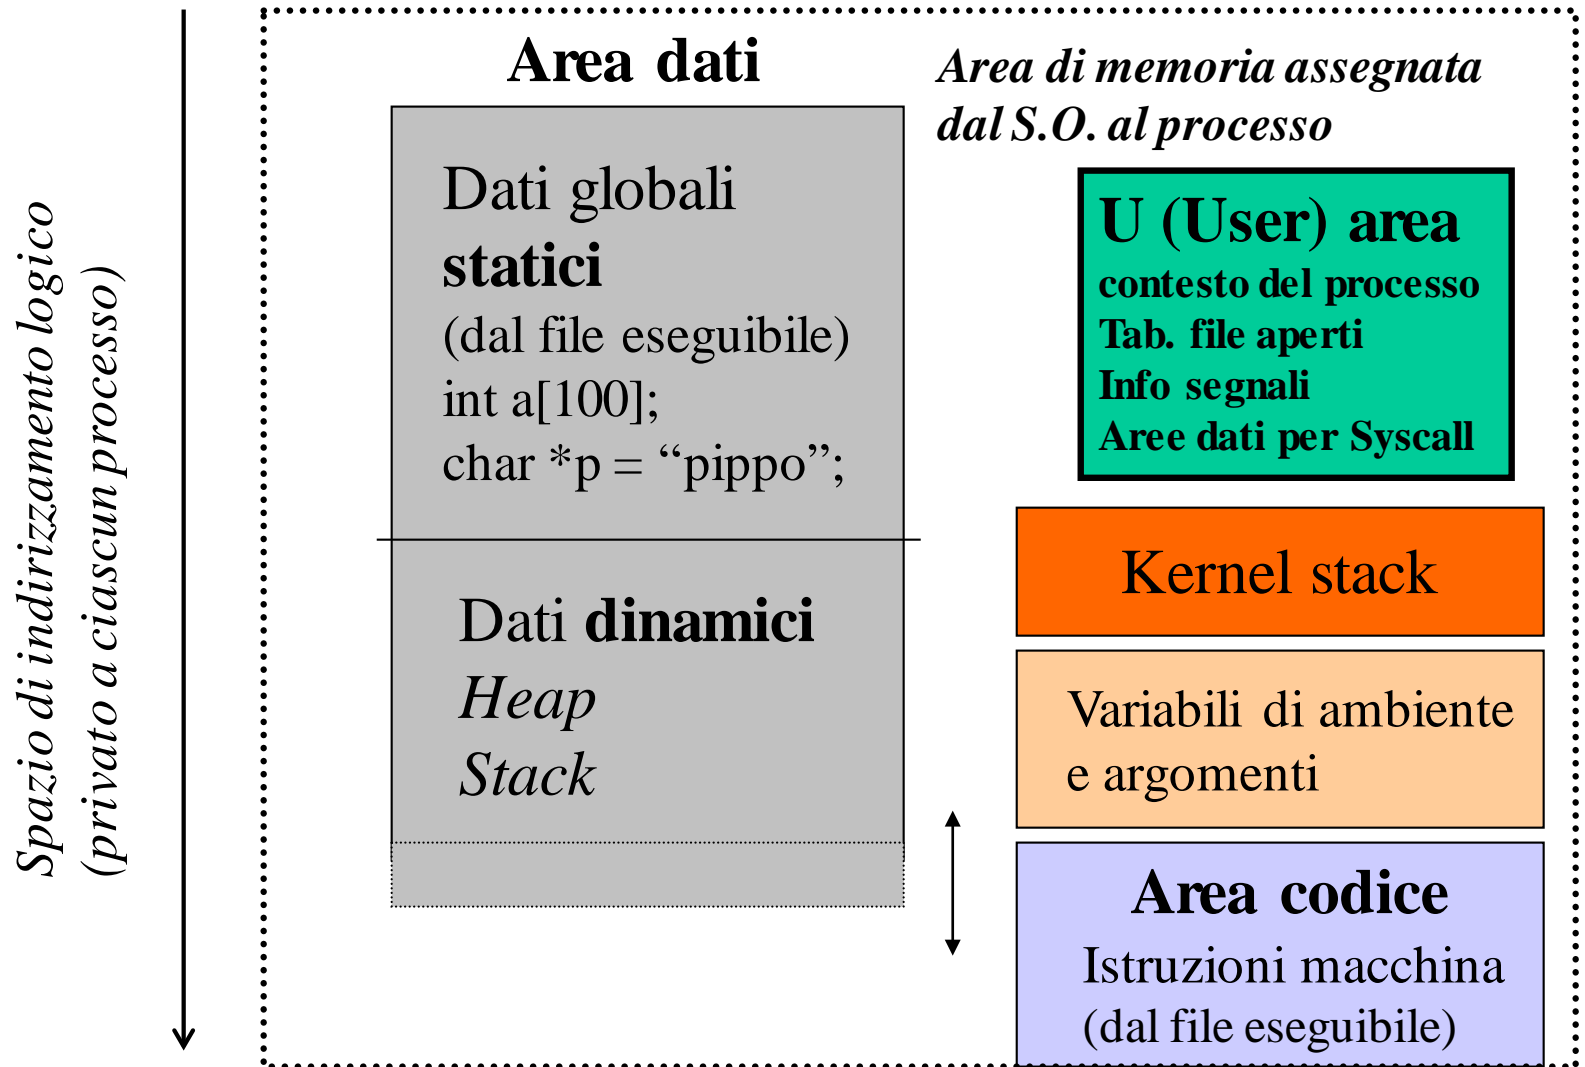 Spazio di indirizzamento logico
(privato a ciascun processo)
Area dati
Dati globali
statici
(dal file eseguibile)
int a[100];
char *p = “pippo”;
Dati dinamici
Heap
Stack
Area di memoria assegnata
dal S.O. al processo
U (User) area
contesto del processo
Tab. file aperti
Info segnali
Aree dati per Syscall
Kernel stack
Variabili di ambiente
e argomenti
Area codice
Istruzioni macchina
(dal file eseguibile)